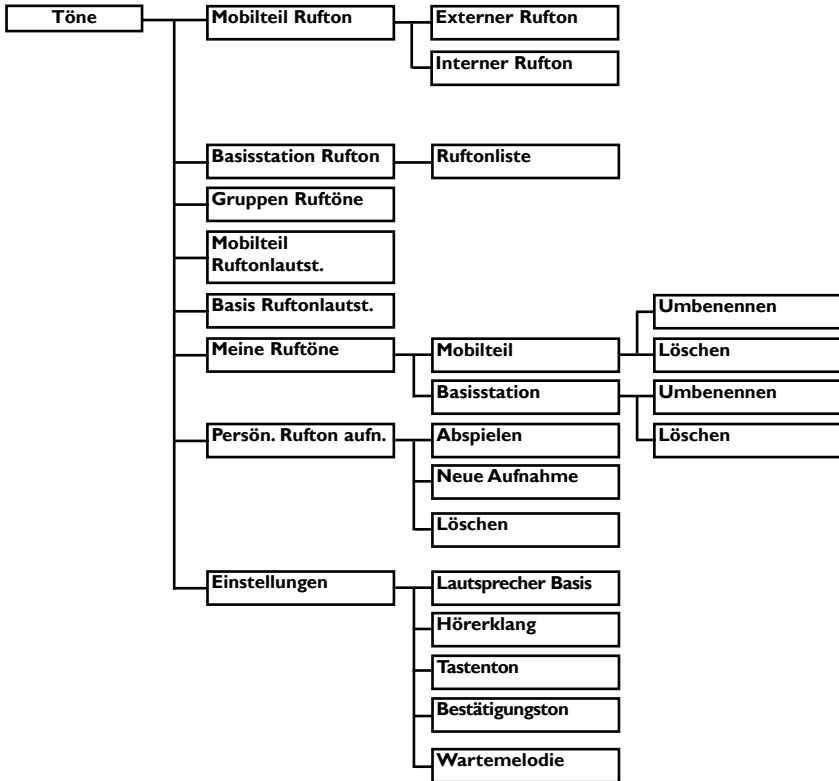 Töne
Mobilteil Rufton
Externer Rufton
Interner Rufton
Basisstation Rufton
Ruftonliste
Gruppen Ruftöne
Mobilteil
Ruftonlautst.
Basis Ruftonlautst.
Meine Ruftöne
Mobilteil
Umbenennen
Löschen
Basisstation
Umbenennen
Löschen
Persön. Rufton aufn.
Abspielen
Neue Aufnahme
Löschen
Einstellungen
Lautsprecher Basis
Hörerklang
Tastenton
Bestätigungston
Wartemelodie